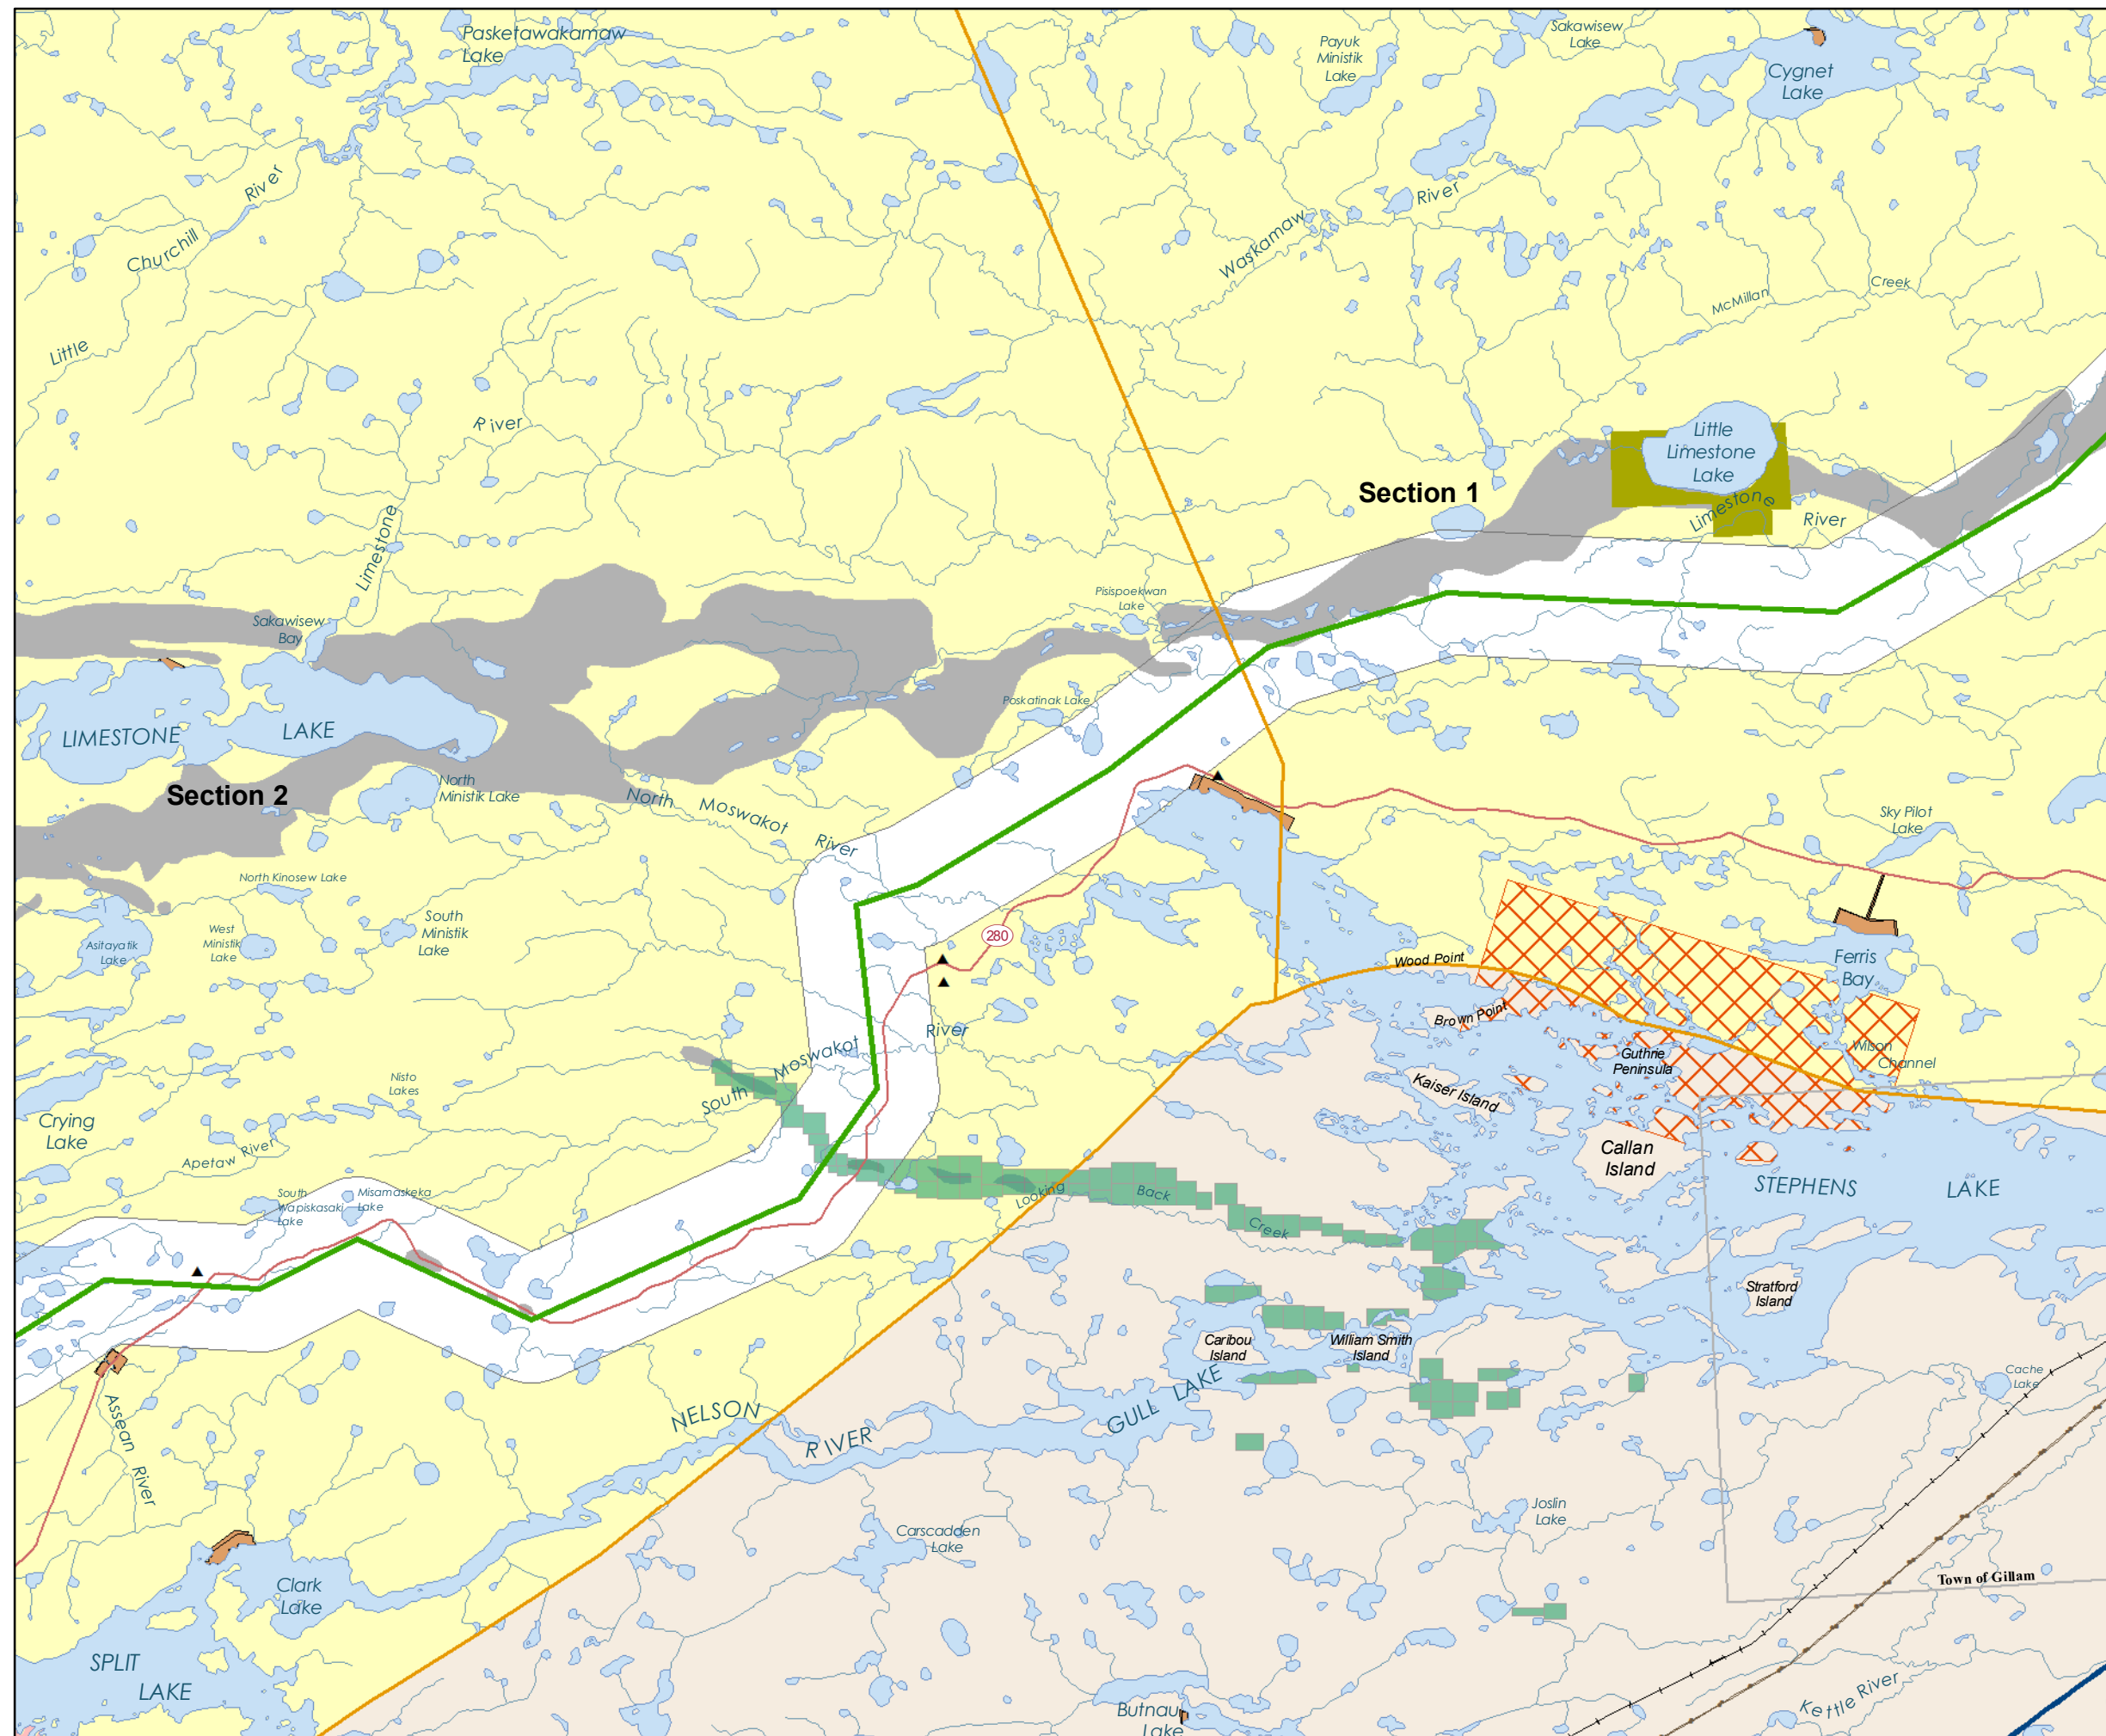 Pasketawakamaw
Lake
Payuk
Ministik
Lake
Sakawisew
Lake
Cygnet
Lake
Little
Churchill
River
Waskamaw
River
McMillan
Creek
River
Limestone
Section 1
Little
Limestone
Lake
Limestone
River
Pisispoekwan
Lake
Sakawisew
Bay
LIMESTONE
LAKE
Poskatinak Lake
Section 2
North
Ministik Lake
North
Moswakot
River
Sky Pilot
Lake
North Kinosew Lake
South
Ministik
Lake
West
Ministik
Lake
Asitayatik
Lake
280
Wood Point
Ferris
Bay
Brown Point
Guthrie
Peninsula
Wilson
Channel
South
Moswakot
River
Nisto
Lakes
Kaiser Island
Crying
Lake
Apetaw River
Callan
Island
STEPHENS
LAKE
South
Wapiskasaki
Lake
Misamaskeka
Lake
Looking
Back
Creek
Stratford
Island
Caribou
Island
William Smith
Island
Cache
Lake
GULL LAKE
NELSON
RIVER
Assean
River
Joslin
Lake
Carscadden
Lake
Clark
Lake
Town of Gillam
SPLIT
LAKE
Butnau
Lake
Kettle River